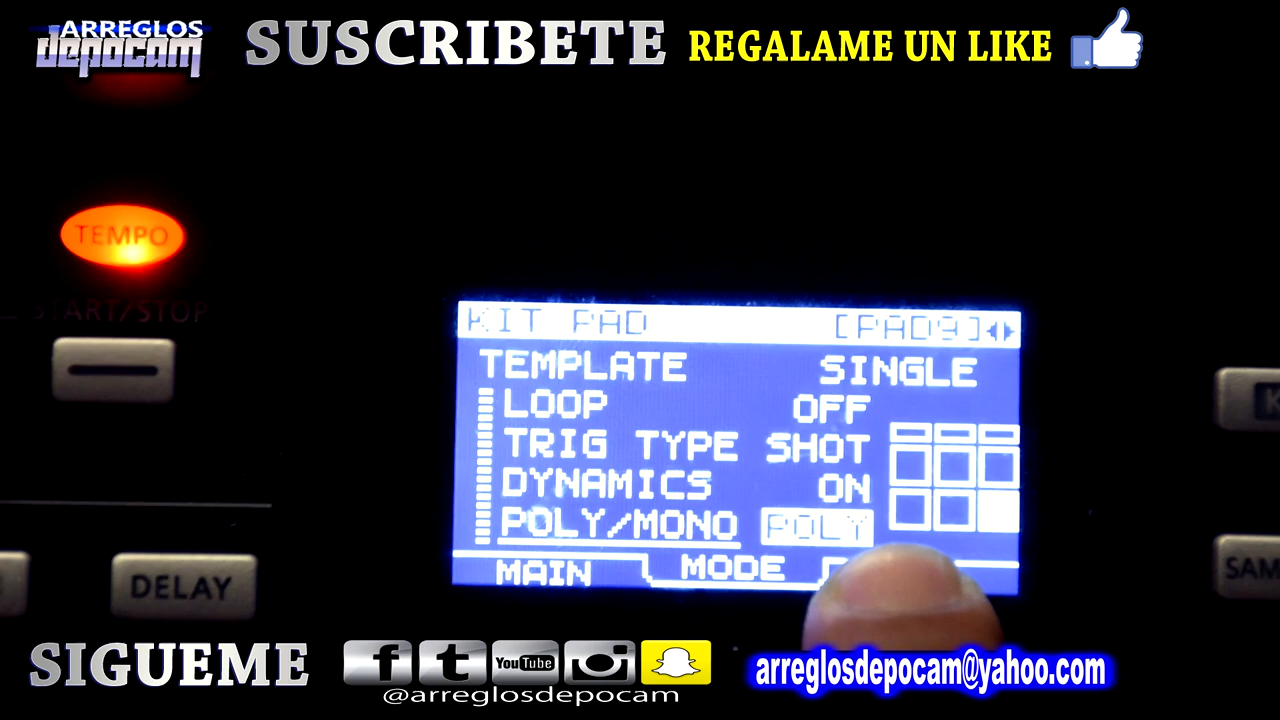 ARREGLOS
depocam
SUSCRIBETE
REGALAME UN LIKE
TEMPO
START/STOP
KIT PAD [PAD9]
TEMPLATE SINGLE
LOOP OFF
TRIG TYPE SHOT
DYNAMICS ON
POLY/MONO POLY
MAIN MODE
DELAY
K
SAM
SIGUEME
f t YouTube
@arreglosdepocam
arreglosdepocam@yahoo.com